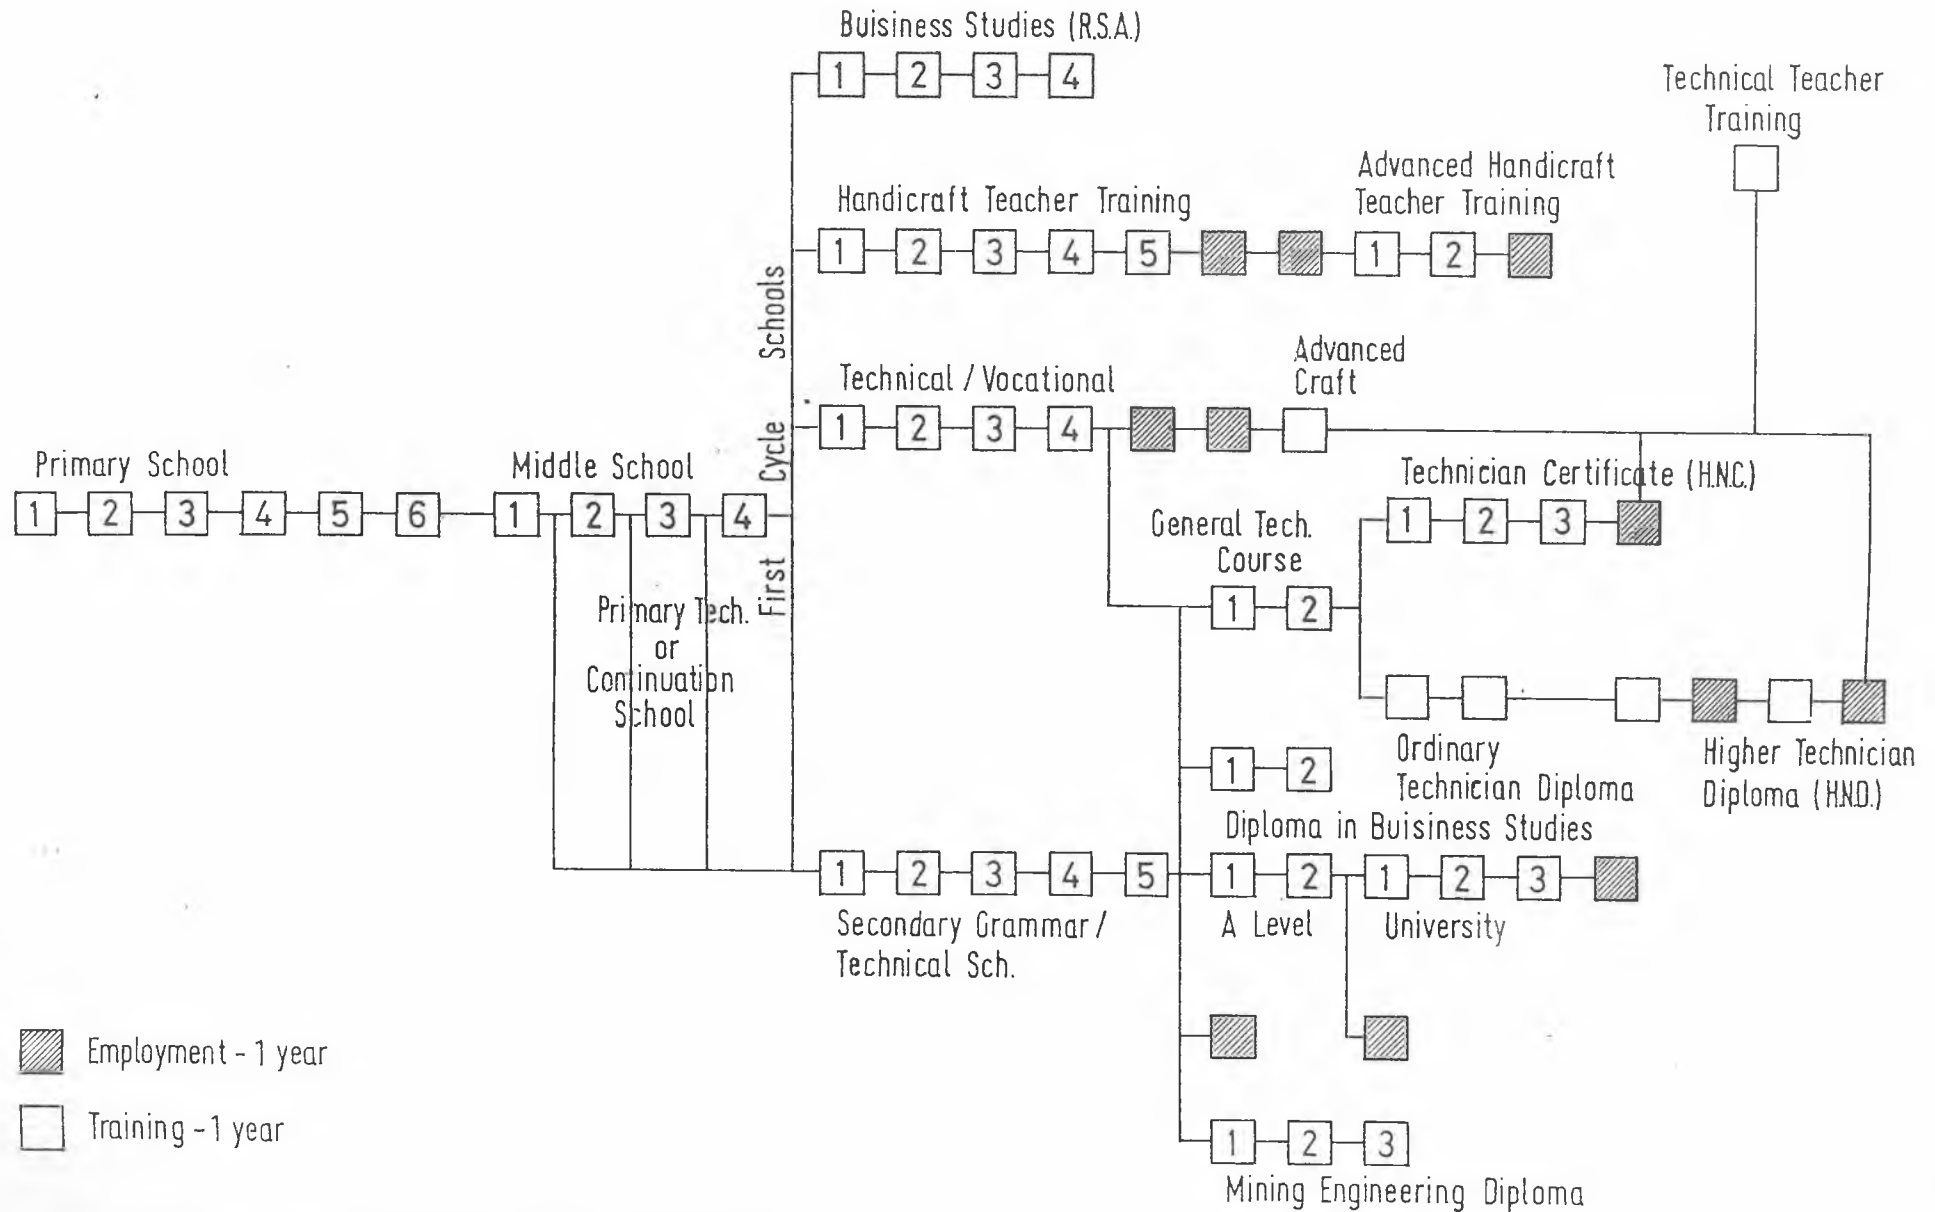 Buisiness Studies (R.S.A.)
1 2 3 4
Technical Teacher
Training
Handicraft Teacher Training
1 2 3 4 5
Advanced Handicraft
Teacher Training
1 2
First Cycle Schools
Technical / Vocational
1 2 3 4
Advanced
Craft
Primary School
1 2 3 4 5 6
Middle School
1 2 3 4
Primary Tech.
or
Continuation
School
General Tech.
Course
1 2
Technician Certificate (H.N.C.)
1 2 3
Ordinary
Technician Diploma
Higher Technician
Diploma (H.N.D.)
1 2
Diploma in Buisiness Studies
1 2 3 4 5
Secondary Grammar /
Technical Sch.
1 2
A Level
1 2 3
University
1 2 3
Mining Engineering Diploma
Employment - 1 year
Training - 1 year